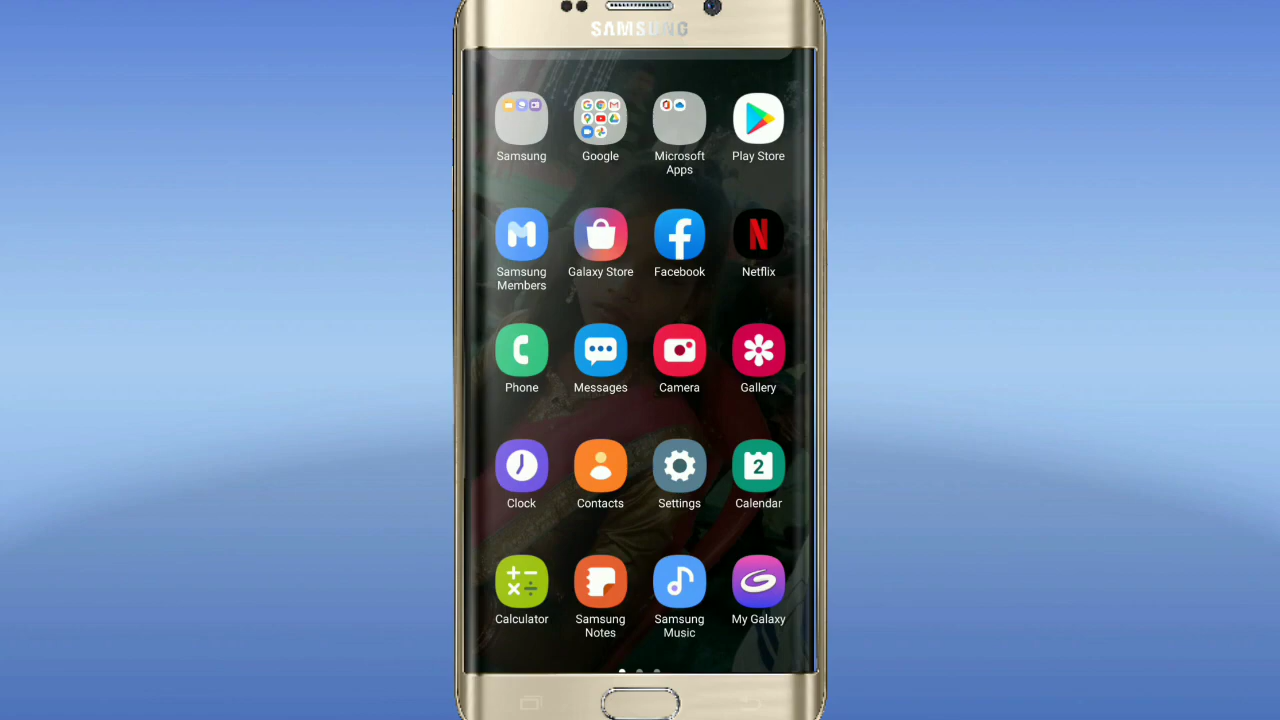 SAMSUNG
Samsung
Google
Microsoft
Apps
Play Store
Samsung
Members
Galaxy Store
Facebook
Netflix
Phone
Messages
Camera
Gallery
Clock
Contacts
Settings
2
Calendar
Calculator
Samsung
Notes
Samsung
Music
My Galaxy